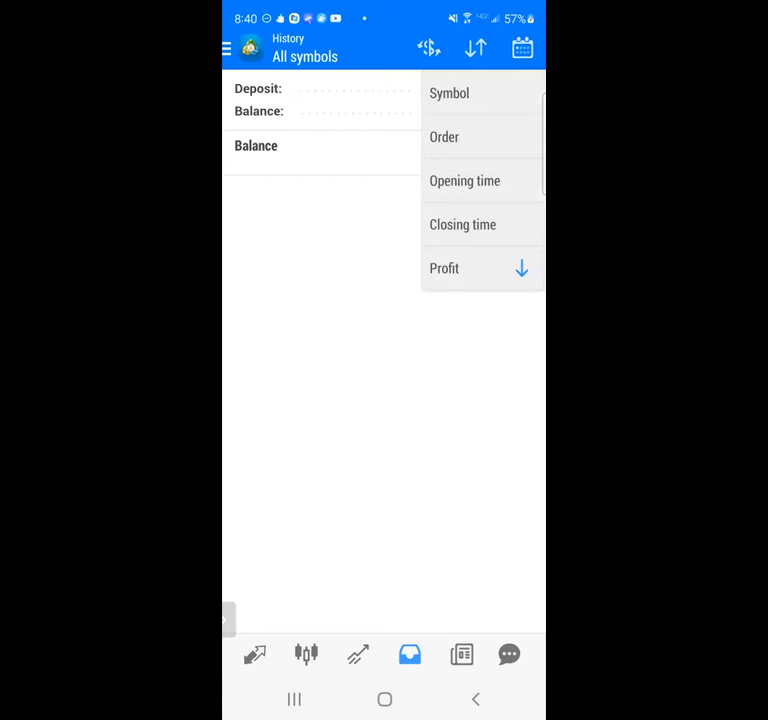 8:40
57%
History
All symbols
Deposit:
Balance:
Balance
Symbol
Order
Opening time
Closing time
Profit